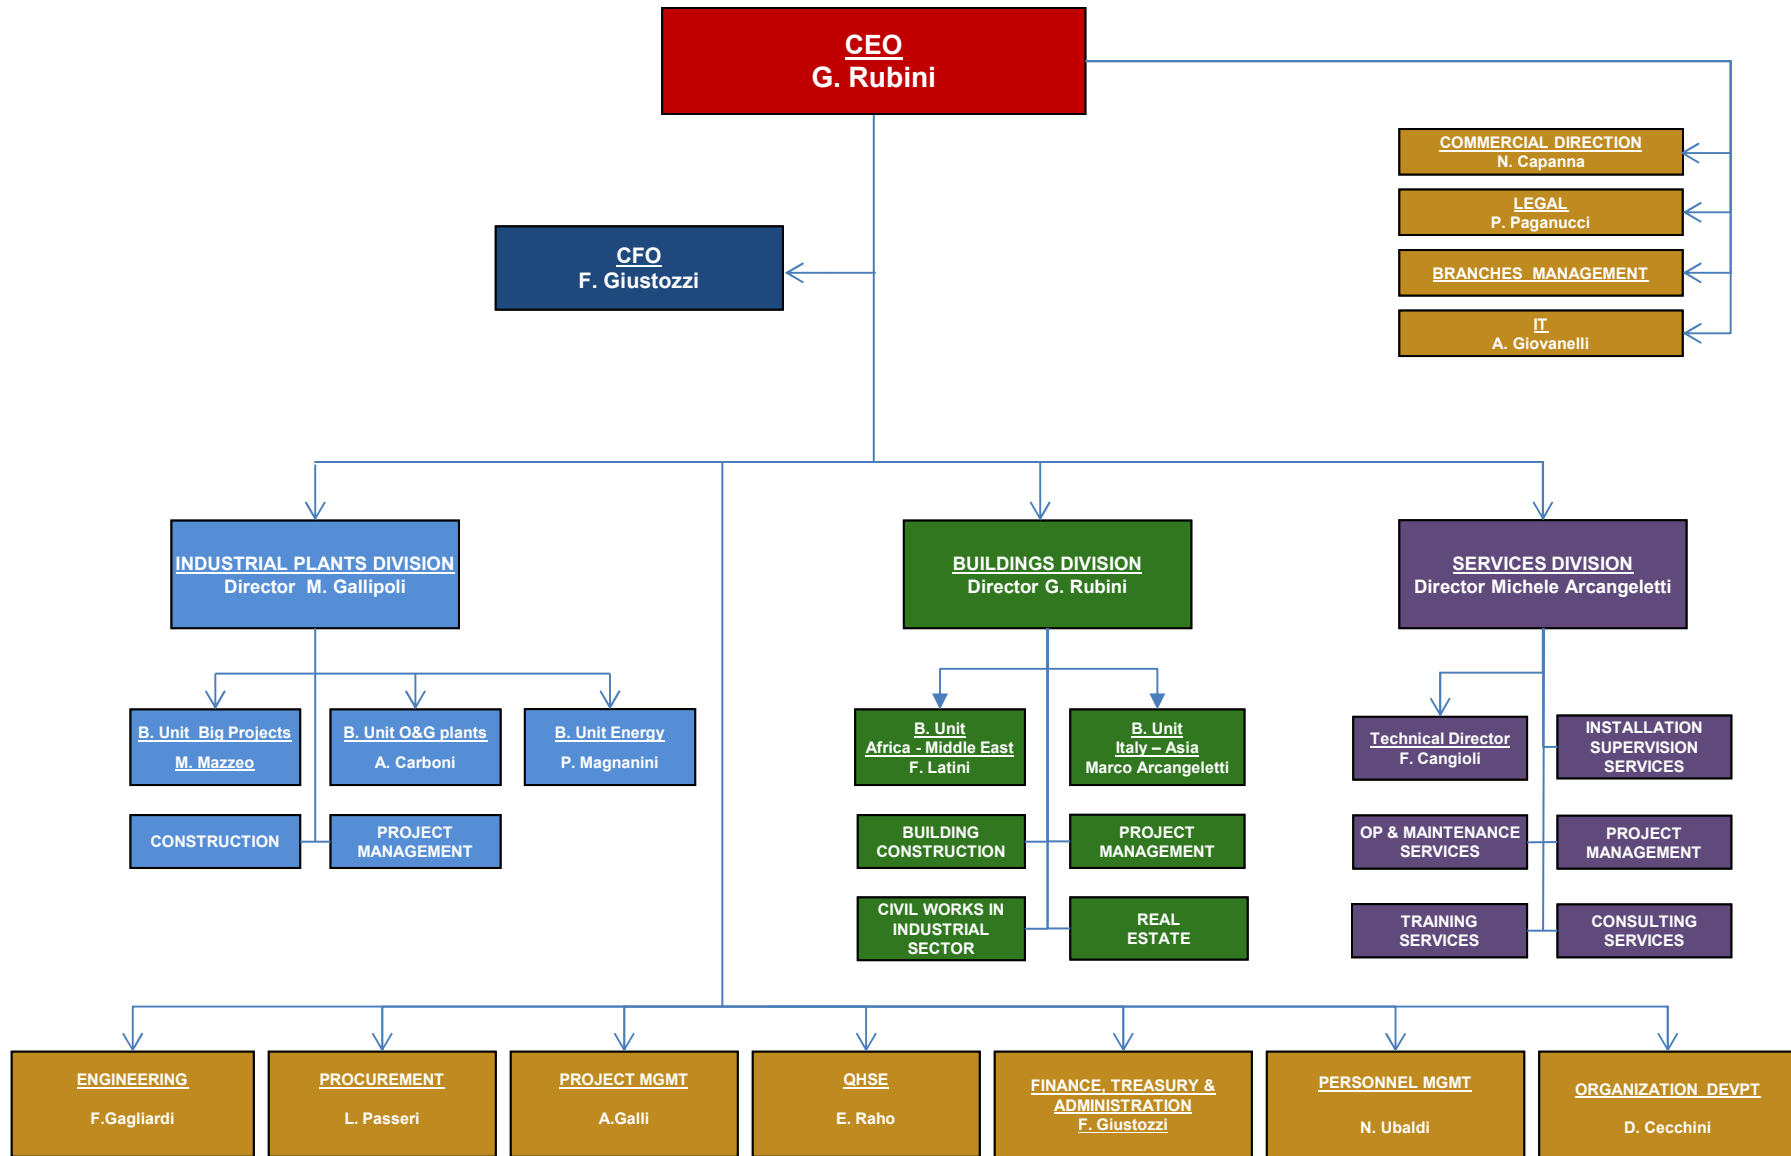 CEO
G. Rubini
COMMERCIAL DIRECTION
N. Capanna
LEGAL
P. Paganucci
BRANCHES  MANAGEMENT
IT
A. Giovanelli
CFO
F. Giustozzi
INDUSTRIAL PLANTS DIVISION
Director  M. Gallipoli
BUILDINGS DIVISION
Director G. Rubini
SERVICES DIVISION
Director Michele Arcangeletti
B. Unit  Big Projects
M. Mazzeo
B. Unit O&G plants
A. Carboni
B. Unit Energy
P. Magnanini
B. Unit
Africa - Middle East
F. Latini
B. Unit
Italy – Asia
Marco Arcangeletti
Technical Director
F. Cangioli
INSTALLATION
SUPERVISION
SERVICES
CONSTRUCTION
PROJECT
MANAGEMENT
BUILDING
CONSTRUCTION
PROJECT
MANAGEMENT
OP & MAINTENANCE
SERVICES
PROJECT
MANAGEMENT
CIVIL WORKS IN
INDUSTRIAL
SECTOR
REAL
ESTATE
TRAINING
SERVICES
CONSULTING
SERVICES
ENGINEERING
F.Gagliardi
PROCUREMENT
L. Passeri
PROJECT MGMT
A.Galli
QHSE
E. Raho
FINANCE, TREASURY &
ADMINISTRATION
F. Giustozzi
PERSONNEL MGMT
N. Ubaldi
ORGANIZATION  DEVPT
D. Cecchini